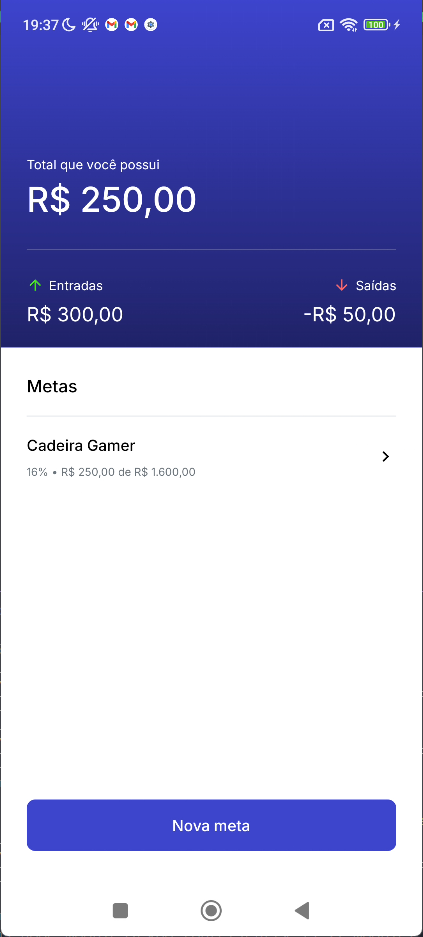 19:37
100
Total que você possui
R$ 250,00
Entradas
Saídas
R$ 300,00
-R$ 50,00
Metas
Cadeira Gamer
16% • R$ 250,00 de R$ 1.600,00
Nova meta